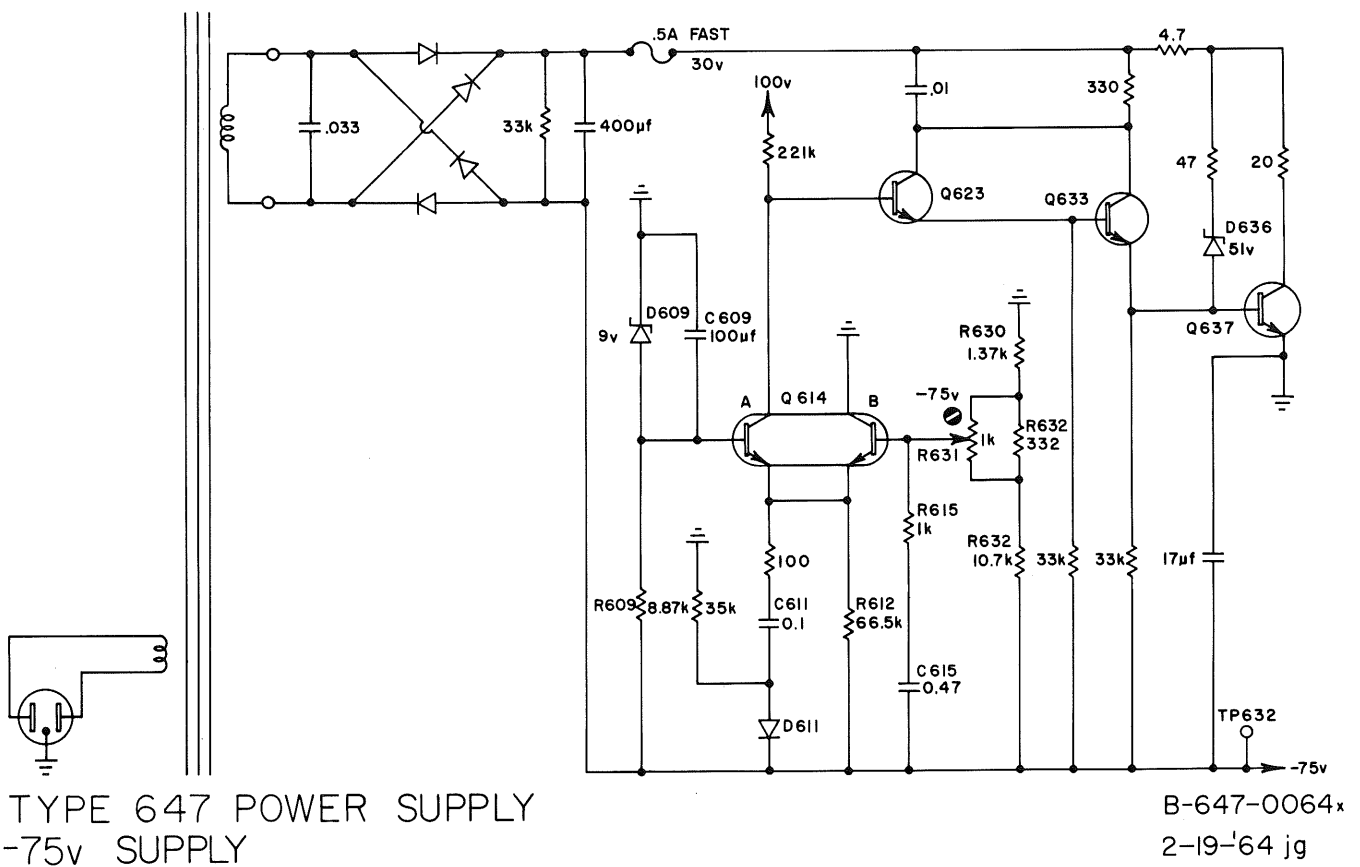 .5A FAST
30v
4.7
100v
.01
330
.033
33k
400µf
221k
47
20
Q623
Q633
D636
51v
D609
C609
9v
100µf
Q637
R630
1.37k
-75v
A
Q614
B
1k
R632
332
R631
R615
1k
R632
10.7k
100
33k
33k
17µf
R609
8.87k
35k
C611
0.1
R612
66.5k
C615
0.47
D611
TP632
-75v
TYPE 647 POWER SUPPLY
-75v SUPPLY
B-647-0064x
2-19-'64 jg